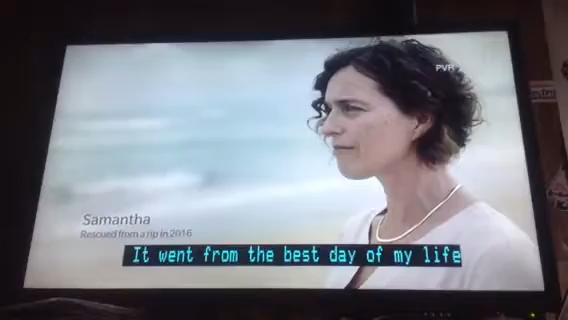 PVR
Samantha
Rescued from a rip in 2016
It went from the best day of my life